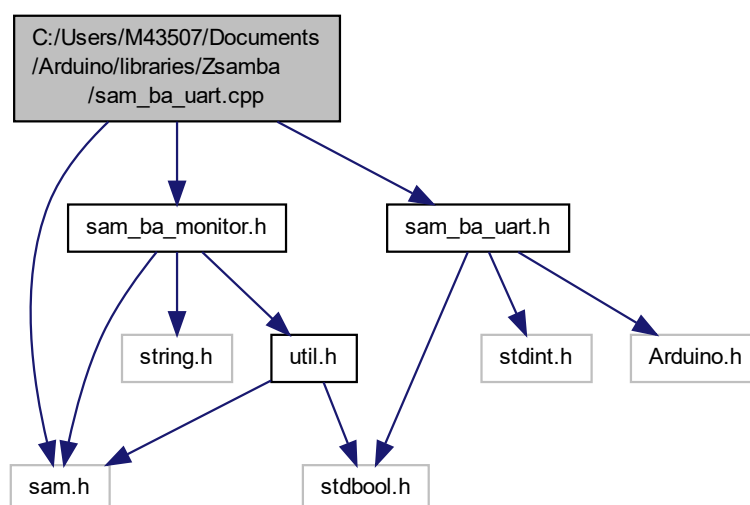 C:/Users/M43507/Documents
/Arduino/libraries/Zsamba
/sam_ba_uart.cpp
sam_ba_monitor.h
sam_ba_uart.h
string.h
util.h
stdint.h
Arduino.h
sam.h
stdbool.h